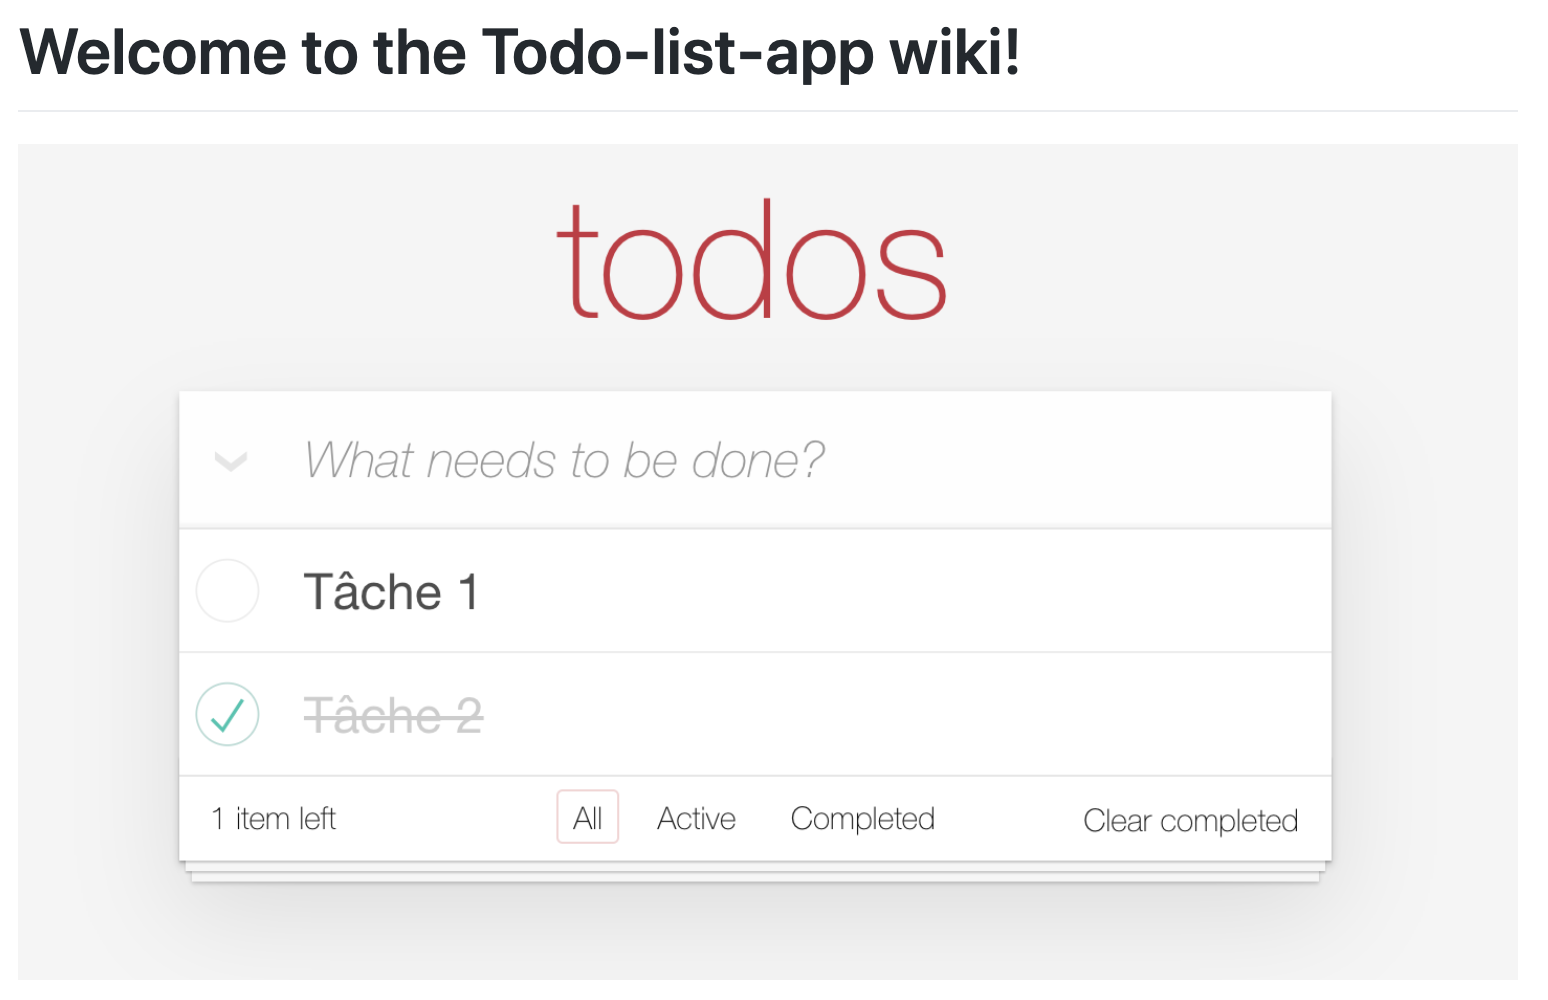 Welcome to the Todo-list-app wiki!
todos
What needs to be done?
Tâche 1
Tâche 2
1 item left All Active Completed Clear completed